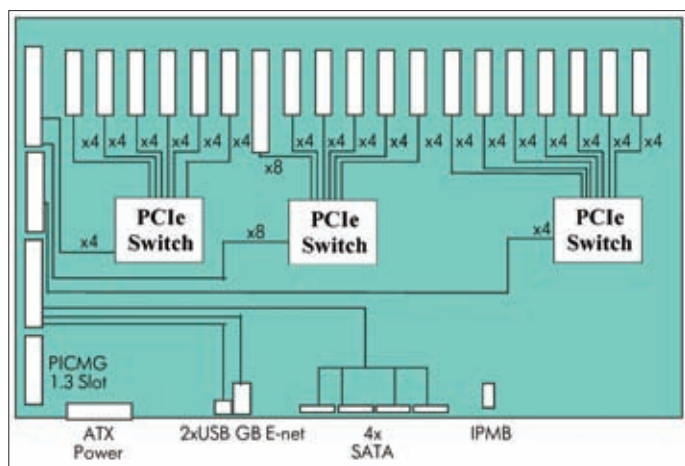 x4 x4 x4 x4 x4 x4 x8 x4 x4 x4 x4 x4 x4 x4 x4 x4 x4 x4 x4
PCIe
Switch
PCIe
Switch
PCIe
Switch
x4
x8
x4
PICMG
1.3 Slot
ATX
Power
2xUSB GB E-net
4x
SATA
IPMB